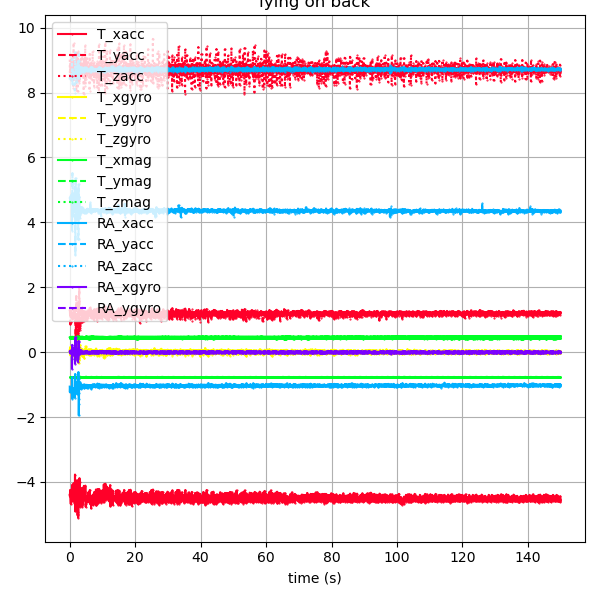 lying on back
10
8
6
4
2
0
−2
−4
T_xacc
T_yacc
T_zacc
T_xgyro
T_ygyro
T_zgyro
T_xmag
T_ymag
T_zmag
RA_xacc
RA_yacc
RA_zacc
RA_xgyro
RA_ygyro
0 20 40 60 80 100 120 140
time (s)